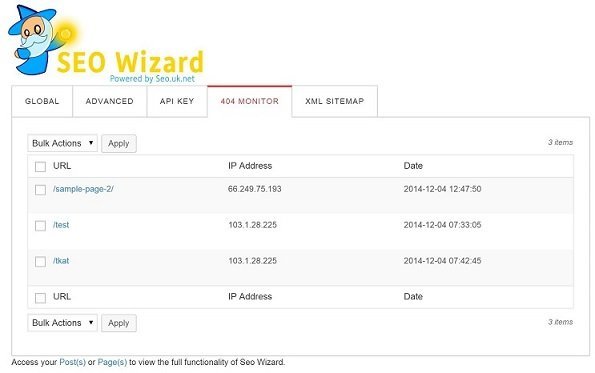 SEO Wizard
Powered by Seo.uk.net
GLOBAL ADVANCED API KEY 404 MONITOR XML SITEMAP
Bulk Actions Apply 3 items
URL IP Address Date
/sample-page-2/ 66.249.75.193 2014-12-04 12:47:50
/test 103.1.28.225 2014-12-04 07:33:05
/tkat 103.1.28.225 2014-12-04 07:42:45
URL IP Address Date
Bulk Actions Apply 3 items
Access your Post(s) or Page(s) to view the full functionality of Seo Wizard.